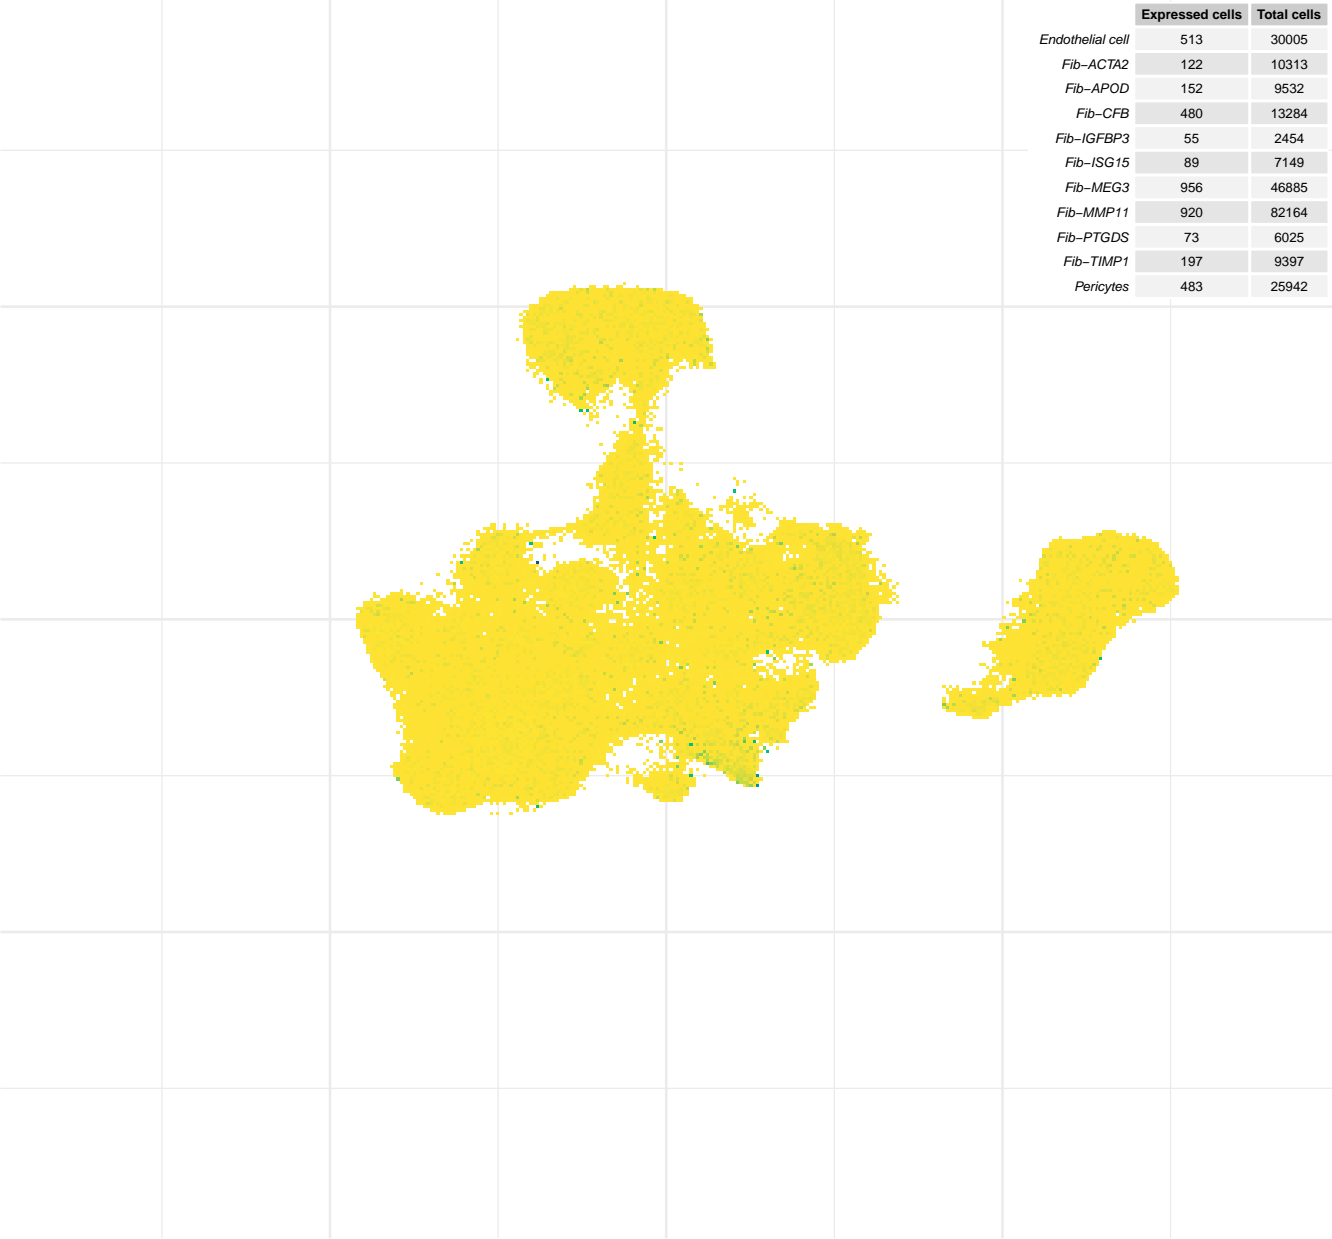 Expressed cells Total cells
Endothelial cell 513 30005
Fib−ACTA2 122 10313
Fib−APOD 152 9532
Fib−CFB 480 13284
Fib−IGFBP3 55 2454
Fib−ISG15 89 7149
Fib−MEG3 956 46885
Fib−MMP11 920 82164
Fib−PTGDS 73 6025
Fib−TIMP1 197 9397
Pericytes 483 25942